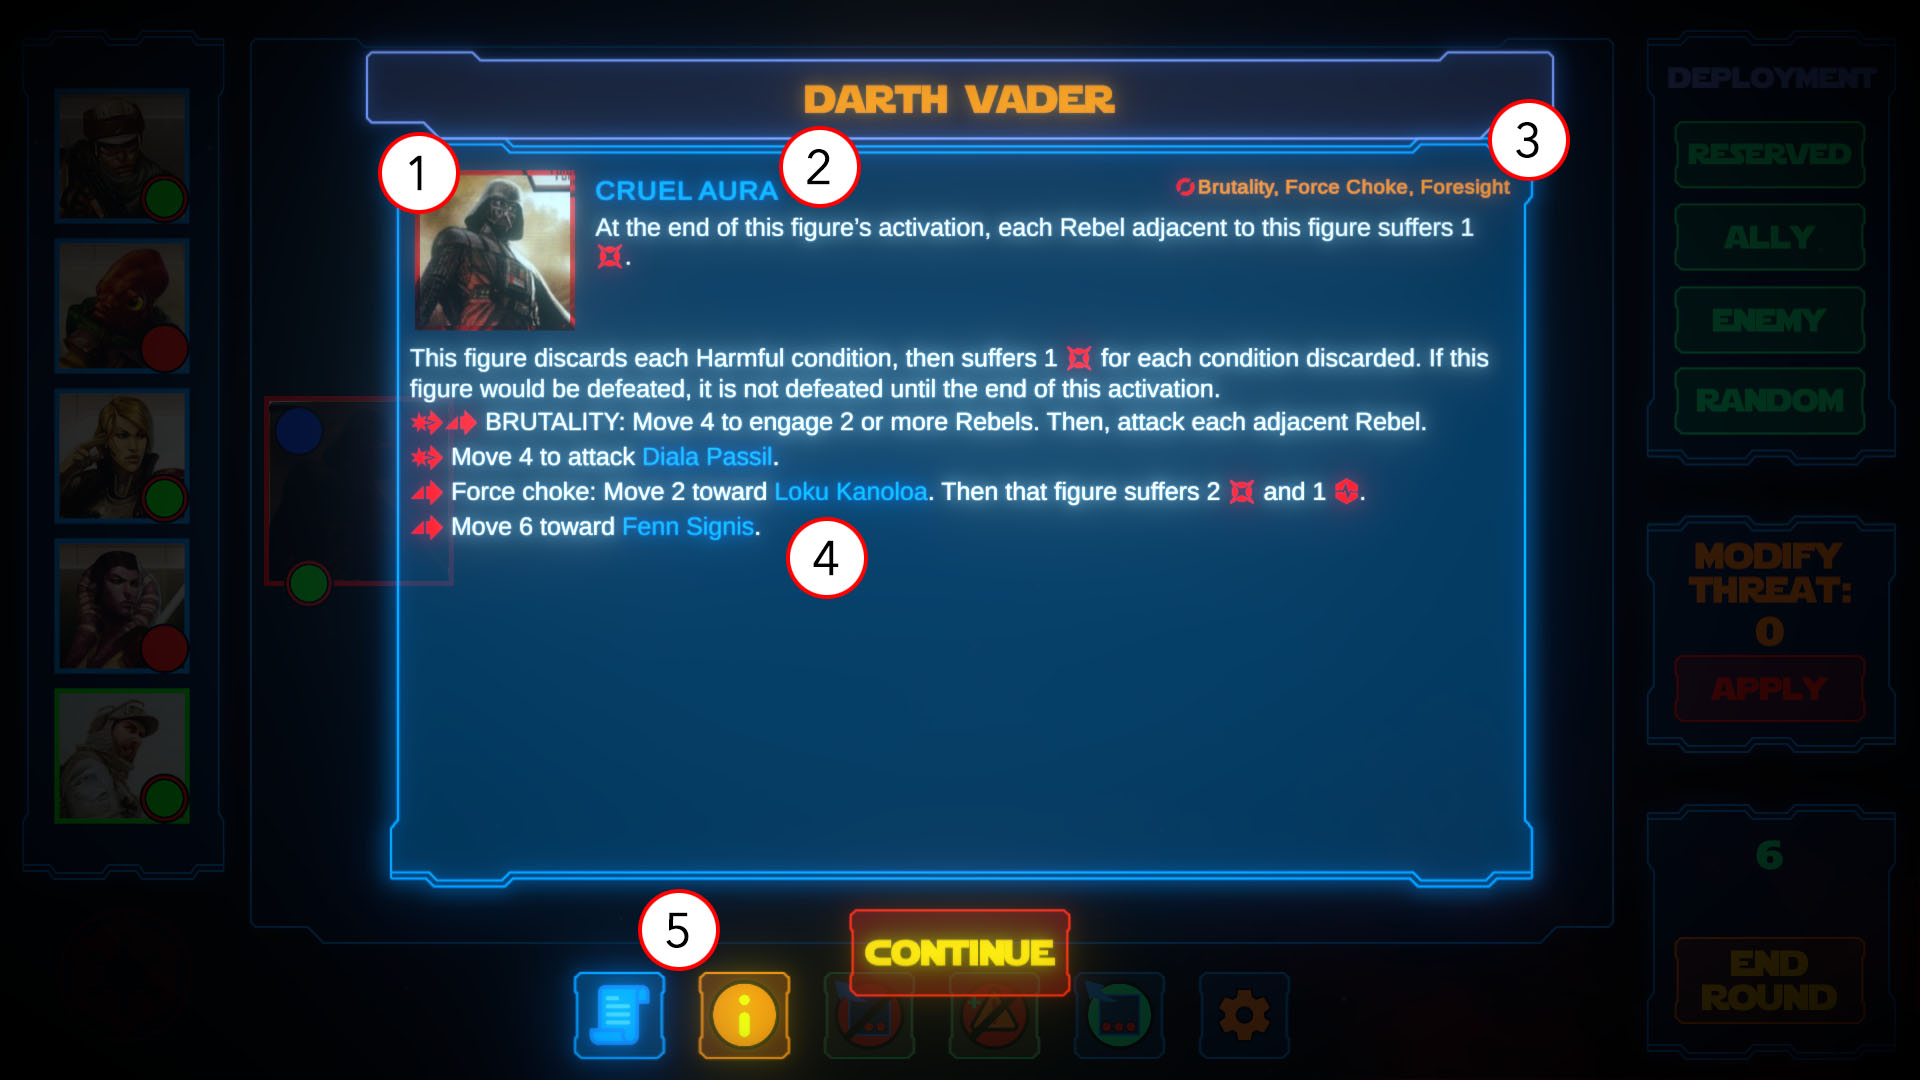 DARTH VADER
DEPLOYMENT
1
2
3
CRUEL AURA
Brutality, Force Choke, Foresight
RESERVED
At the end of this figure’s activation, each Rebel adjacent to this figure suffers 1
.
ALLY
ENEMY
This figure discards each Harmful condition, then suffers 1 for each condition discarded. If this
figure would be defeated, it is not defeated until the end of this activation.
RANDOM
BRUTALITY: Move 4 to engage 2 or more Rebels. Then, attack each adjacent Rebel.
Move 4 to attack Diala Passil.
Force choke: Move 2 toward Loku Kanoloa. Then that figure suffers 2 and 1 .
Move 6 toward Fenn Signis.
4
MODIFY
THREAT:
0
APPLY
6
5
CONTINUE
END
ROUND